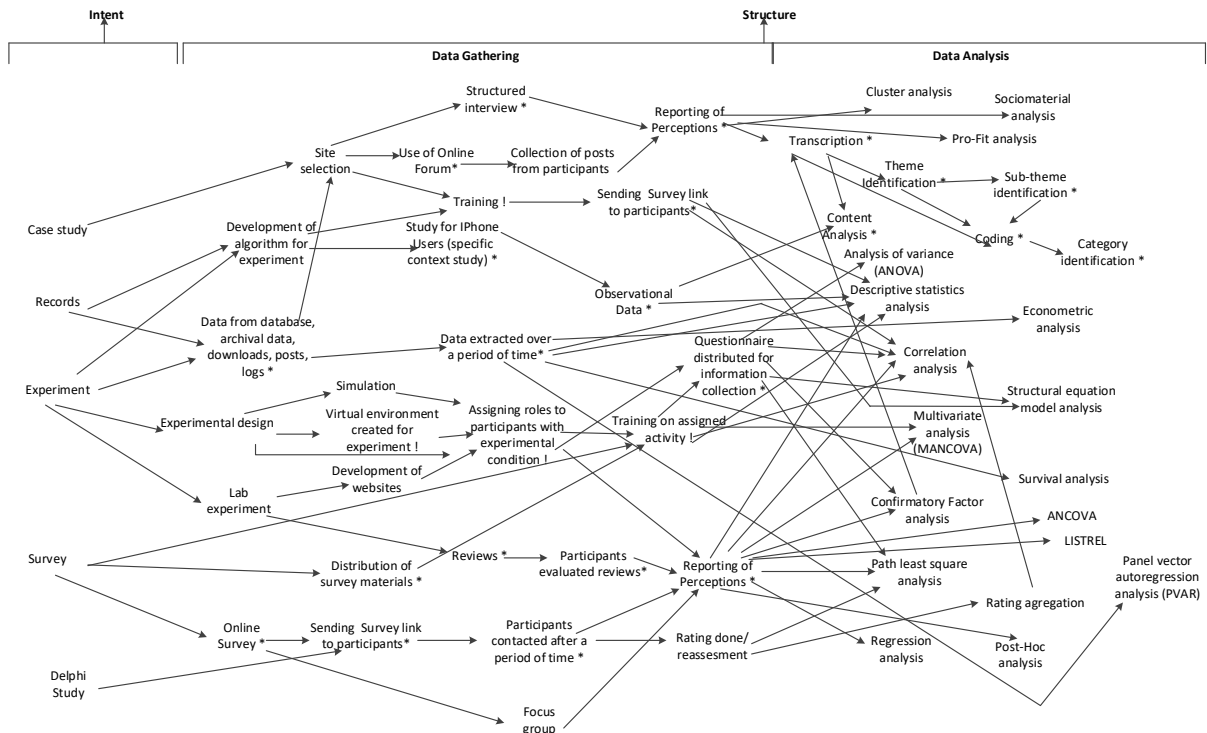 Intent
Structure
Data Gathering
Data Analysis
Structured
interview *
Reporting of
Perceptions *
Cluster analysis
Sociomaterial
analysis
Pro-Fit analysis
Transcription *
Site
selection
Use of Online
Forum*
Collection of posts
from participants
Theme
Identification *
Sub-theme
identification *
Training !
Sending Survey link
to participants*
Case study
Development of
algorithm for
experiment
Study for IPhone
Users (specific
context study) *
Content
Analysis *
Coding *
Category
identification *
Analysis of variance
(ANOVA)
Records
Observational
Data *
Descriptive statistics
analysis
Econometric
analysis
Data from database,
archival data,
downloads, posts,
logs *
Data extracted over
a period of time*
Questionnaire
distributed for
information
collection *
Correlation
analysis
Experiment
Simulation
Structural equation
model analysis
Experimental design
Virtual environment
created for
experiment !
Assigning roles to
participants with
experimental
condition !
Training on assigned
activity !
Multivariate
analysis
(MANCOVA)
Development of
websites
Survival analysis
Lab
experiment
Confirmatory Factor
analysis
ANCOVA
LISTREL
Survey
Distribution of
survey materials *
Reviews *
Participants
evaluated reviews*
Reporting of
Perceptions *
Path least square
analysis
Panel vector
autoregression
analysis (PVAR)
Rating agregation
Online
Survey *
Sending Survey link
to participants*
Participants
contacted after a
period of time *
Rating done/
reassesment
Regression
analysis
Post-Hoc
analysis
Delphi
Study
Focus
group